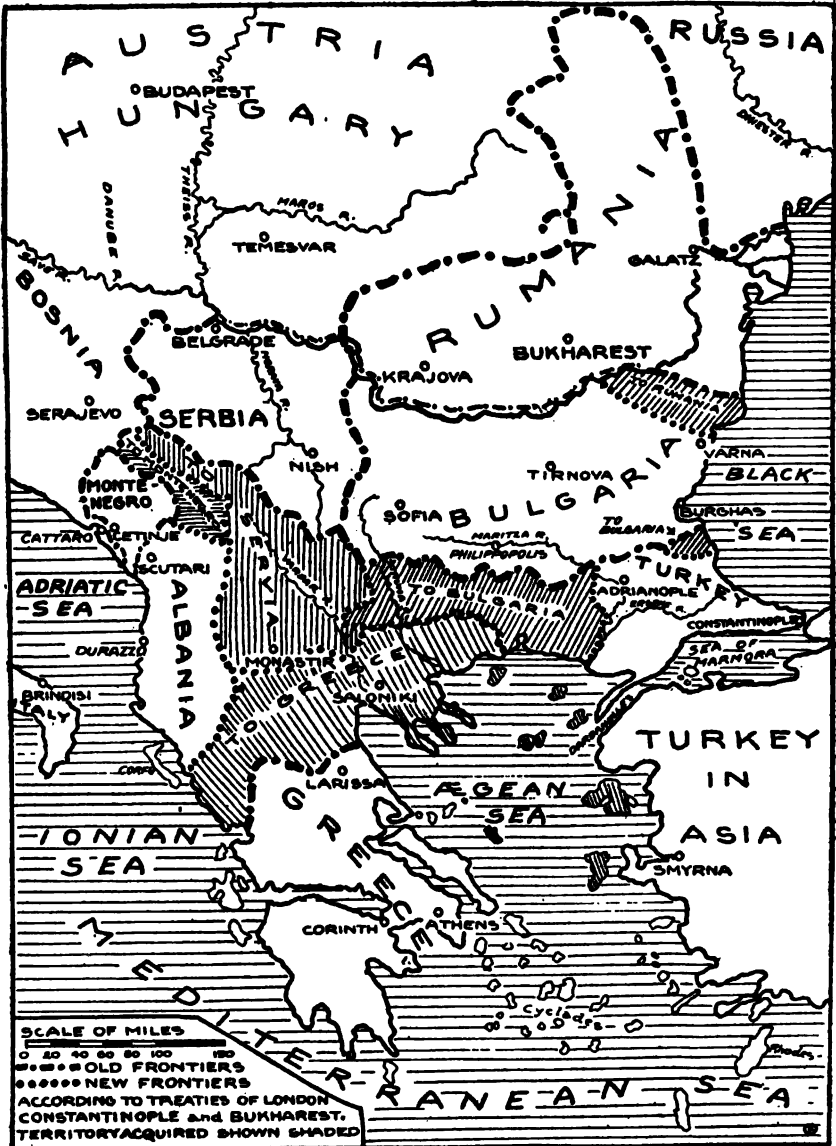 AUSTRIA
HUNGARY
RUSSIA
BUDAPEST
DANUBE R.
THEISS R.
DNIESTER R.
MAROS R.
TEMESVAR
SAVE R.
BOSNIA
RUMANIA
GALATZ
BELGRADE
BUKHAREST
KRAJOVA
TO RUMANIA
SERAJEVO
SERBIA
NISH
VARNA
BLACK
SEA
TIRNOVA
BULGARIA
SOFIA
BURGHAS
TO
BULGARIA
MARITZA R.
PHILIPPOPOLIS
MONTE
NEGRO
CATTARO
CETINJE
SCUTARI
TO SERVIA
TO BULGARIA
TURKEY
ADRIANOPLE
CONSTANTINOPLE
SEA OF
MARMORA
ADRIATIC
SEA
ALBANIA
DURAZZO
MONASTIR
TO GREECE
SALONIKI
DARDANELLES
BRINDISI
ITALY
CORFU
TURKEY
IN
ASIA
LARISSA
GREECE
ÆGEAN
SEA
IONIAN
SEA
SMYRNA
CORINTH
ATHENS
Cyclades
Rhodes
MEDITERRANEAN SEA
SCALE OF MILES
0 20 40 60 80 100 150
OLD FRONTIERS
NEW FRONTIERS
ACCORDING TO TREATIES OF LONDON
CONSTANTINOPLE and BUKHAREST.
TERRITORY ACQUIRED SHOWN SHADED